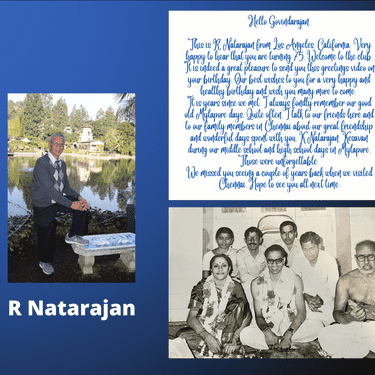 Hello Govindarajan
This is R Natarajan from Los Angeles, California. Very
happy to hear that you are turning 75. Welcome to the club.
It is indeed a great pleasure to send you this greetings video on
your birthday. Our best wishes to you for a very happy and
healthy birthday and wish you many more to come.
It is years since we met. I always fondly remember our good
old Mylapore days. Quite often, I talk to our friends here and
to our family members in Chennai about our great friendship
and wonderful days spent with you, R Natarajan, Kesavan
during our middle school and high school days in Mylapore.
Those were unforgettable.
We missed you seeing a couple of years back when we visited
Chennai. Hope to see you all next time.
R Natarajan